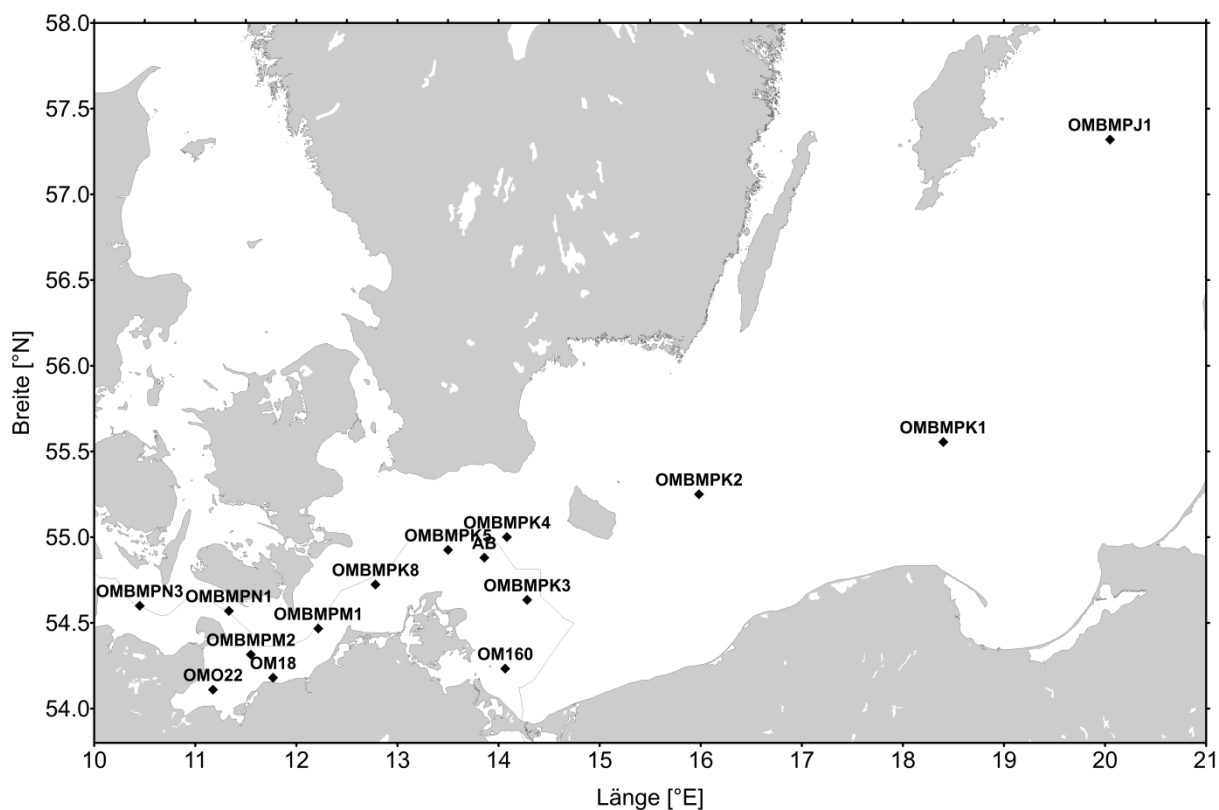 58.0
57.5
OMBMPJ1
57.0
56.5
Breite [°N]
56.0
55.5
OMBMPK1
OMBMPK2
55.0
OMBMPK4
OMBMPK5
AB
OMBMPK8
OMBMPK3
OMBMPN3
OMBMPN1
OMBMPM1
54.5
OMBMPM2
OM18
OM160
OMO22
54.0
10 11 12 13 14 15 16 17 18 19 20 21
Länge [°E]